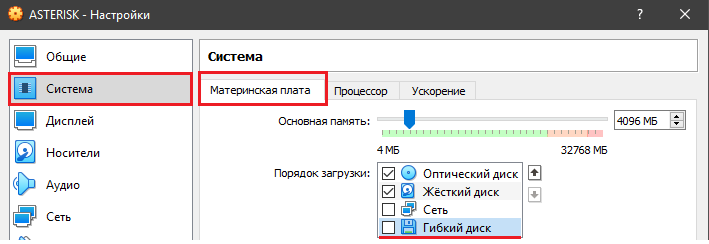 ASTERISK - Настройки ? ×
Общие
Система
Дисплей
Носители
Аудио
Сеть
Система
Материнская плата Процессор Ускорение
Основная память: 4096 МБ
4 МБ 32768 МБ
Порядок загрузки:
Оптический диск
Жёсткий диск
Сеть
Гибкий диск